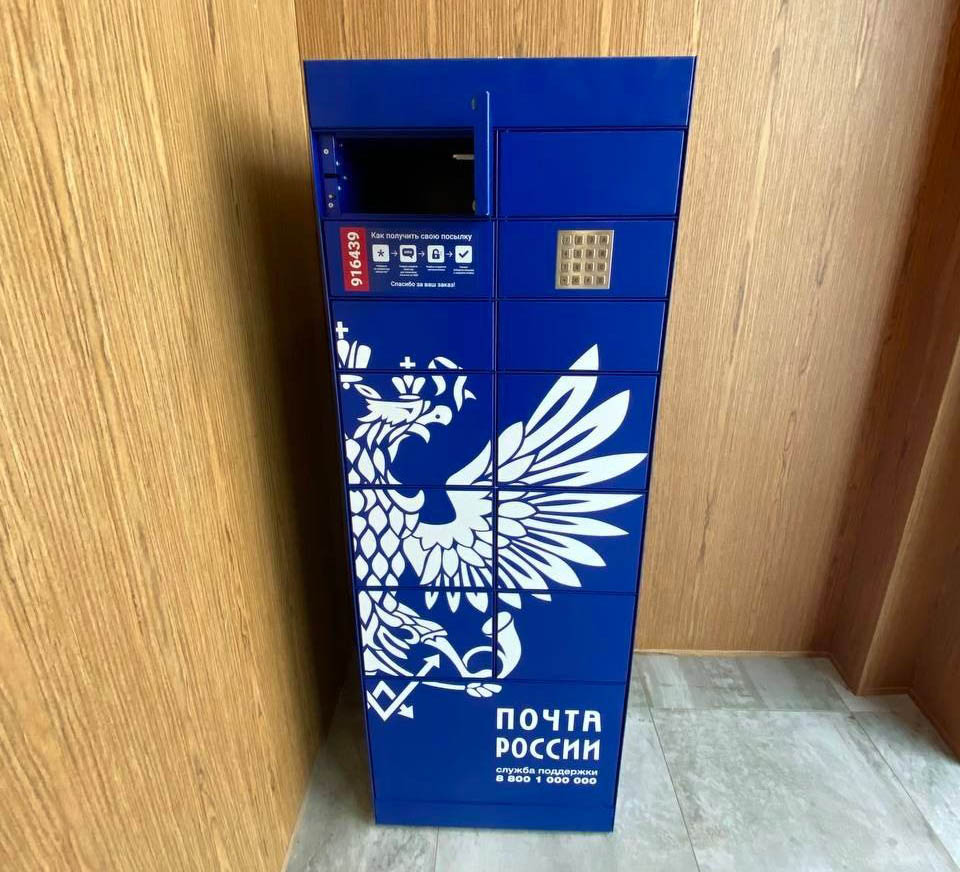 916439
Как получить свою посылку
Спасибо за ваш заказ!
ПОЧТА
РОССИИ
служба поддержки
8 800 1 000 000